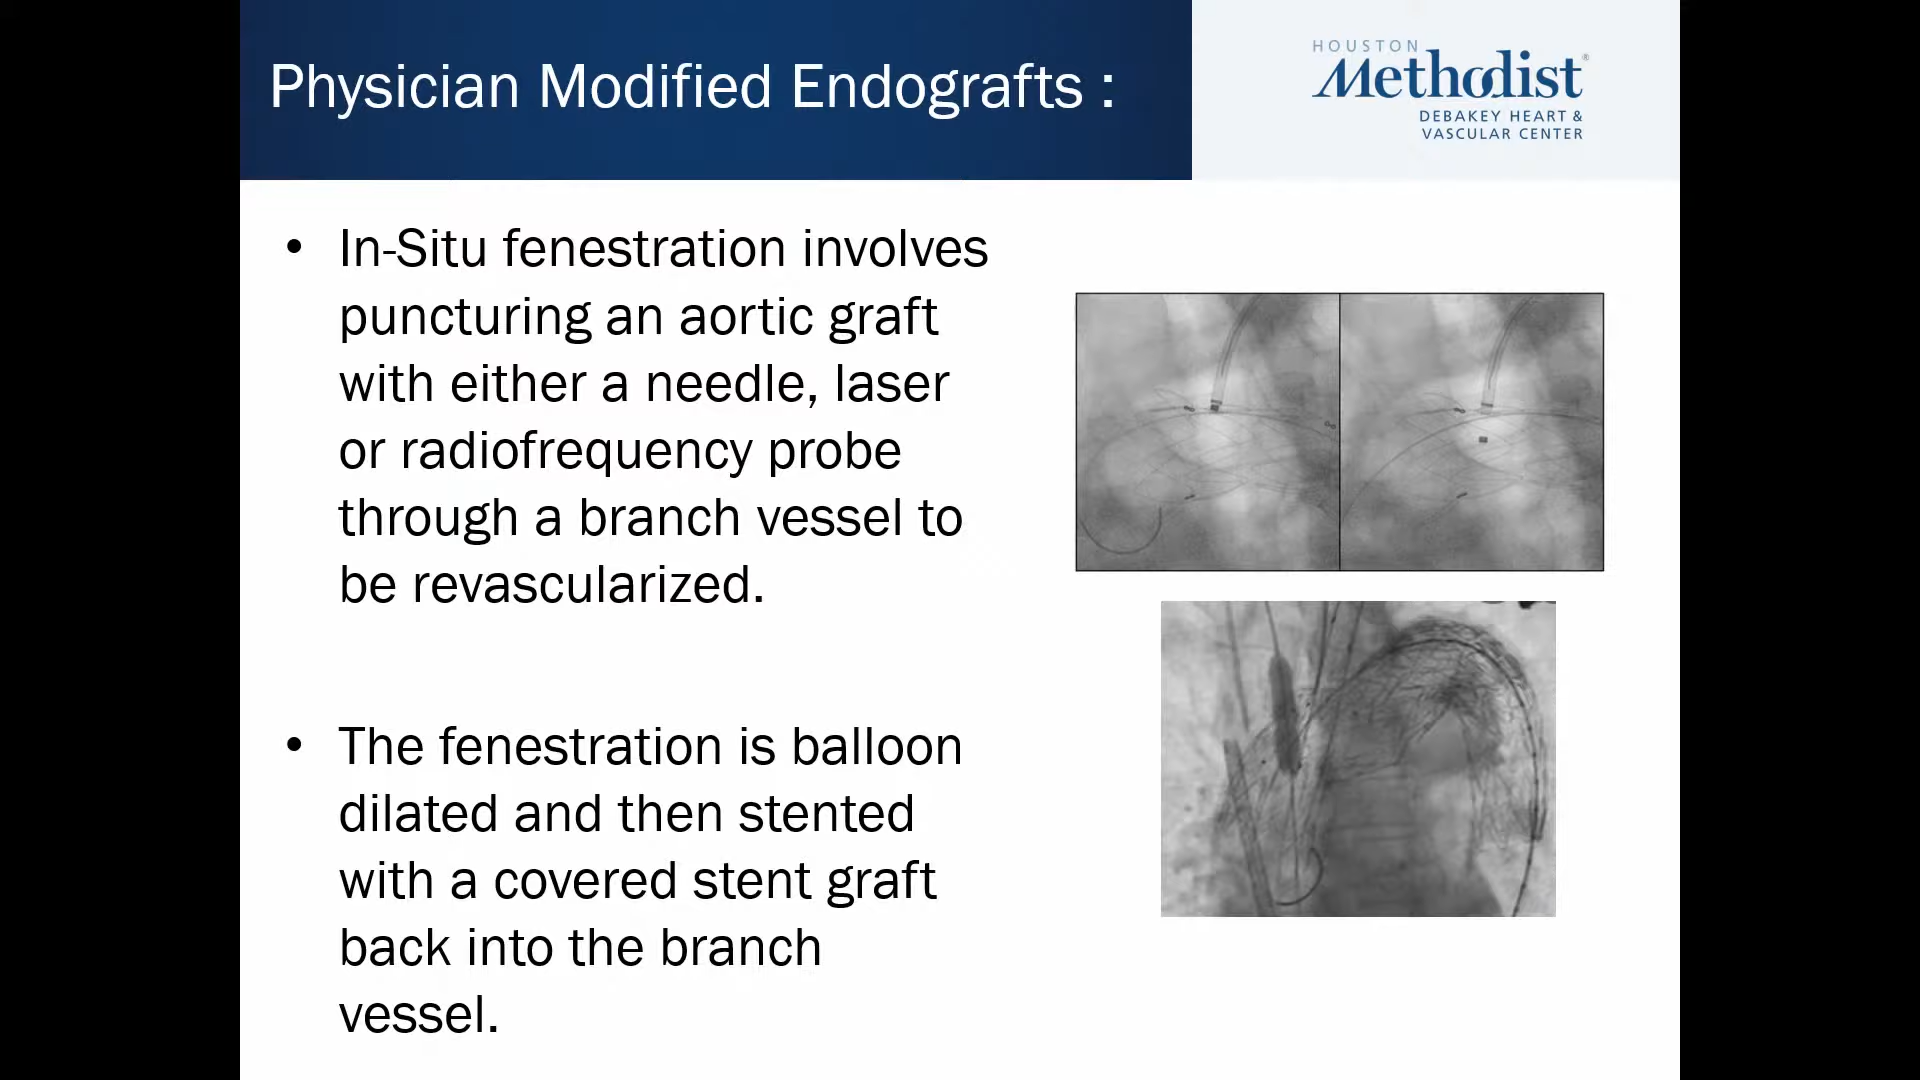 Physician Modified Endografts :
HOUSTON
Methodist®
DEBAKEY HEART &
VASCULAR CENTER
• In-Situ fenestration involves
puncturing an aortic graft
with either a needle, laser
or radiofrequency probe
through a branch vessel to
be revascularized.
• The fenestration is balloon
dilated and then stented
with a covered stent graft
back into the branch
vessel.